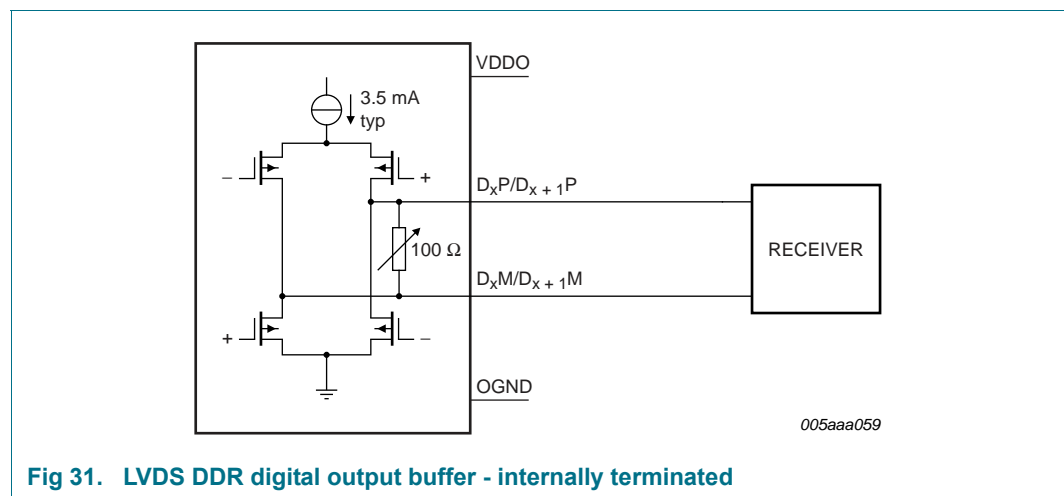 VDDO
3.5 mA
typ
–
+
DxP/Dx + 1P
100 Ω
RECEIVER
DxM/Dx + 1M
+
–
OGND
005aaa059
Fig 31. LVDS DDR digital output buffer - internally terminated